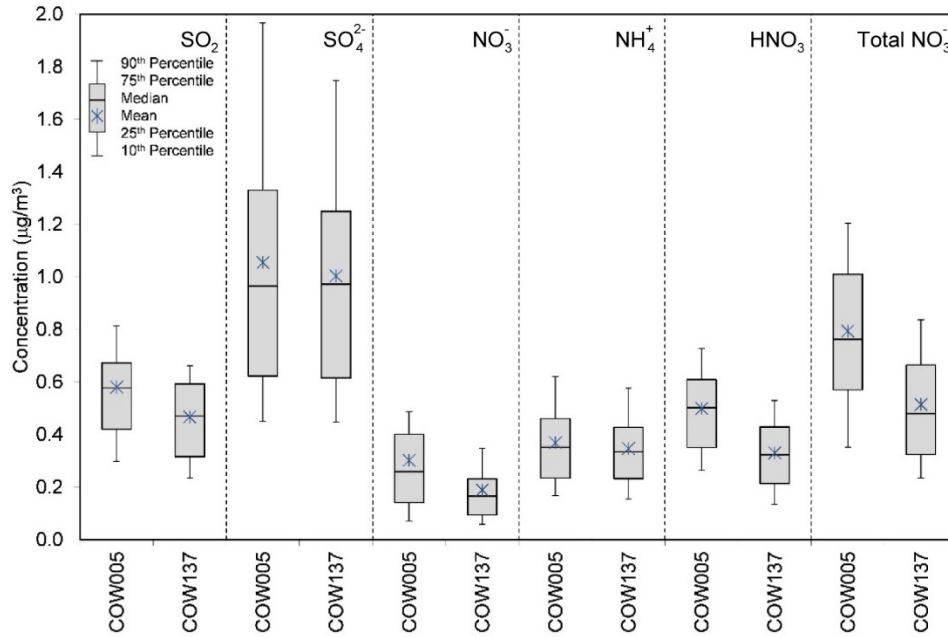 2.0
1.8
1.6
1.4
1.2
1.0
0.8
0.6
0.4
0.2
0.0
Concentration (µg/m³)
SO₂
SO₄²⁻
NO₃⁻
NH₄⁺
HNO₃
Total NO₃⁻
90th Percentile
75th Percentile
Median
Mean
25th Percentile
10th Percentile
COW005
COW137
COW005
COW137
COW005
COW137
COW005
COW137
COW005
COW137
COW005
COW137